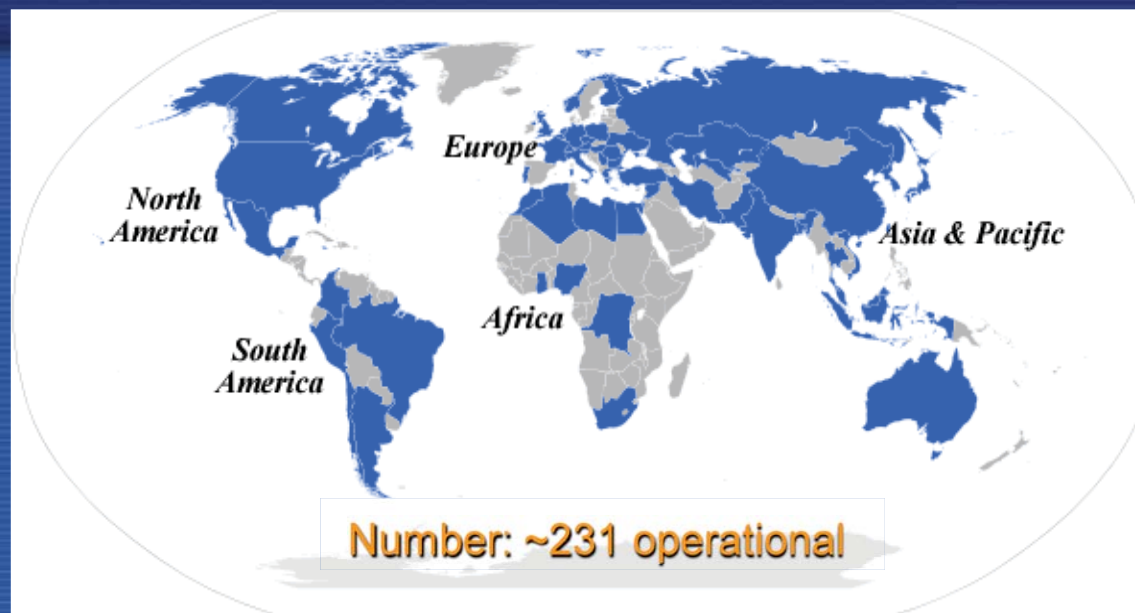 Europe
North
America
Asia & Pacific
Africa
South
America
Number: ~231 operational